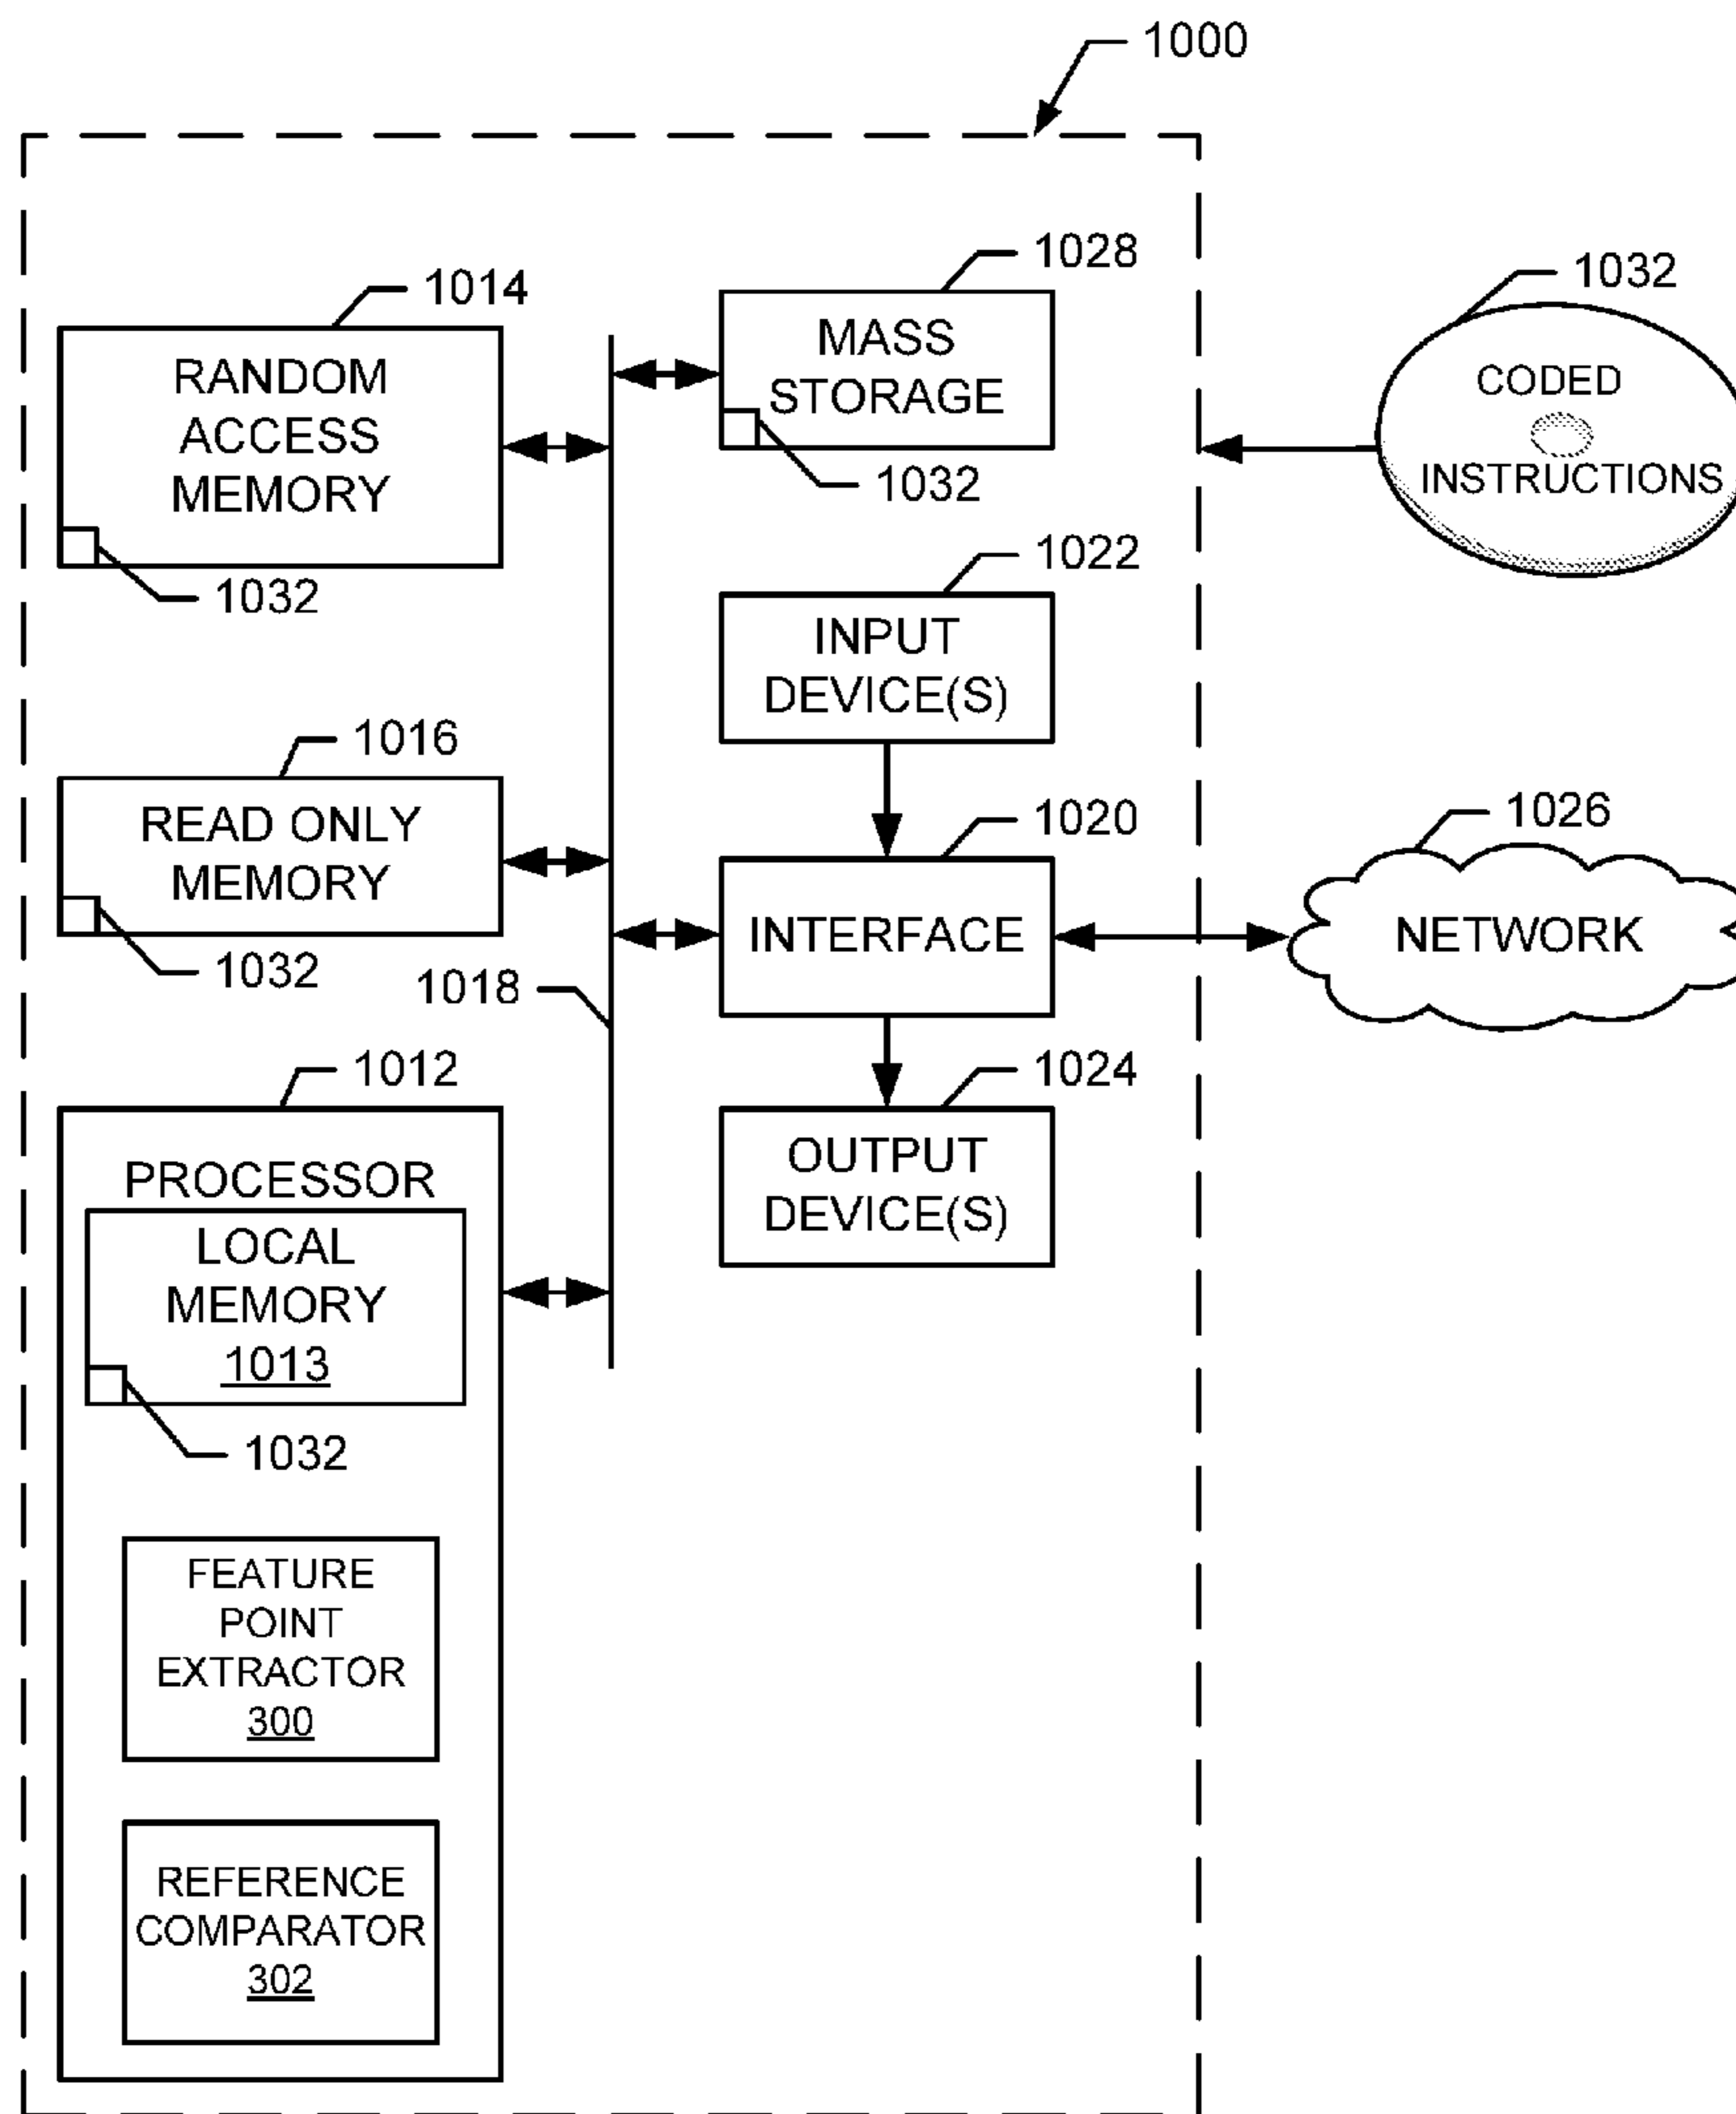 1000
1028
1014
1032
MASS
STORAGE
RANDOM
ACCESS
MEMORY
CODED
INSTRUCTIONS
1032
1032
1022
INPUT
DEVICE(S)
1016
1020
1026
READ ONLY
MEMORY
INTERFACE
NETWORK
1032
1018
1012
1024
PROCESSOR
OUTPUT
DEVICE(S)
LOCAL
MEMORY
1013
1032
FEATURE
POINT
EXTRACTOR
300
REFERENCE
COMPARATOR
302